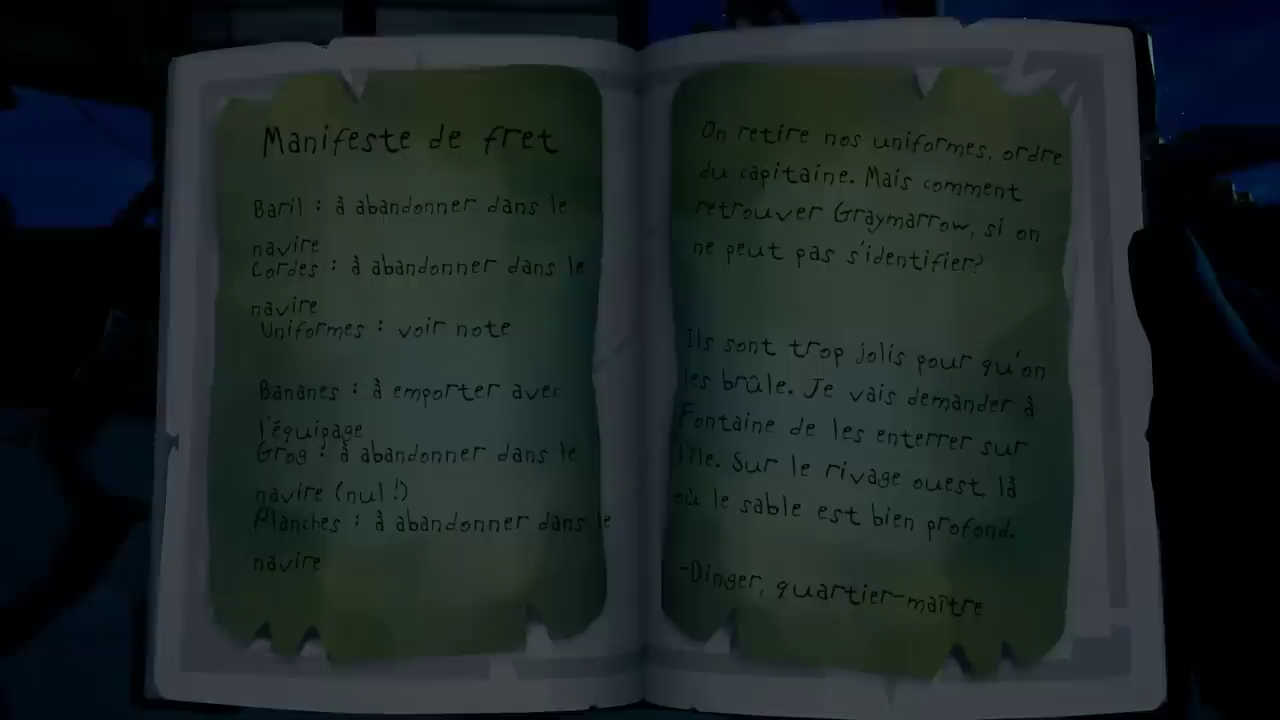 Manifeste de fret
Baril : à abandonner dans le
navire
Cordes : à abandonner dans le
navire
Uniformes : voir note
Bananes : à emporter avec
l'équipage
Grog : à abandonner dans le
navire (nul !)
Planches : à abandonner dans le
navire
On retire nos uniformes, ordre
du capitaine. Mais comment
retrouver Graymarrow, si on
ne peut pas s'identifier?
Ils sont trop jolis pour qu'on
les brûle. Je vais demander à
Fontaine de les enterrer sur
l'île. Sur le rivage ouest, là
où le sable est bien profond.
-Dinger, quartier-maître